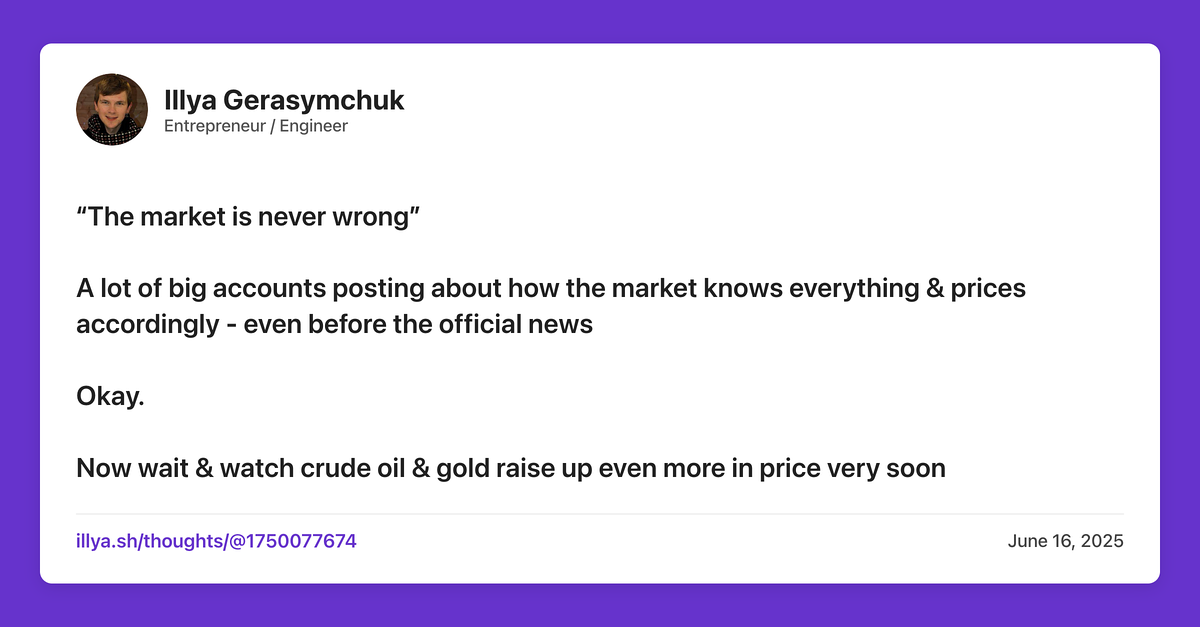 Illya Gerasymchuk
Entrepreneur / Engineer
“The market is never wrong”
A lot of big accounts posting about how the market knows everything & prices
accordingly - even before the official news
Okay.
Now wait & watch crude oil & gold raise up even more in price very soon
illya.sh/thoughts/@1750077674
June 16, 2025